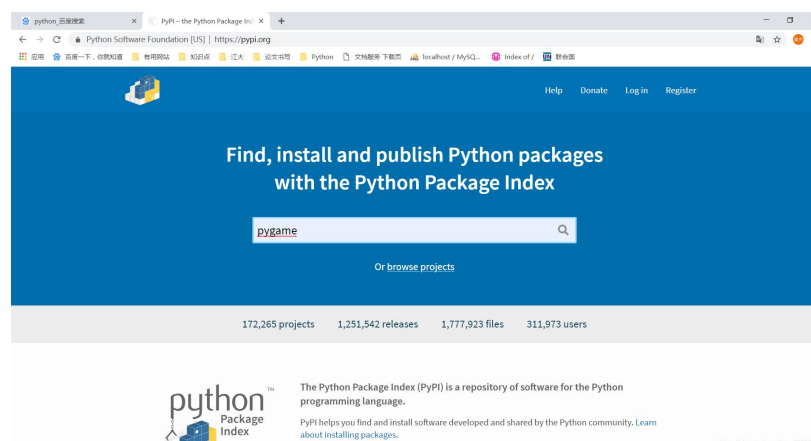 python_百度搜索
PyPI – the Python Package Ind
Python Software Foundation [US] | https://pypi.org
应用 百度一下,你就知道 有用网站 知识点 江大 论文书写 Python 文档服务 下载页 localhost / MySQ... Index of / 联合国
Help Donate Log in Register
Find, install and publish Python packages
with the Python Package Index
pygame
Or browse projects
172,265 projects 1,251,542 releases 1,777,923 files 311,973 users
python™
Package
Index
The Python Package Index (PyPI) is a repository of software for the Python
programming language.
PyPI helps you find and install software developed and shared by the Python community. Learn
about installing packages.